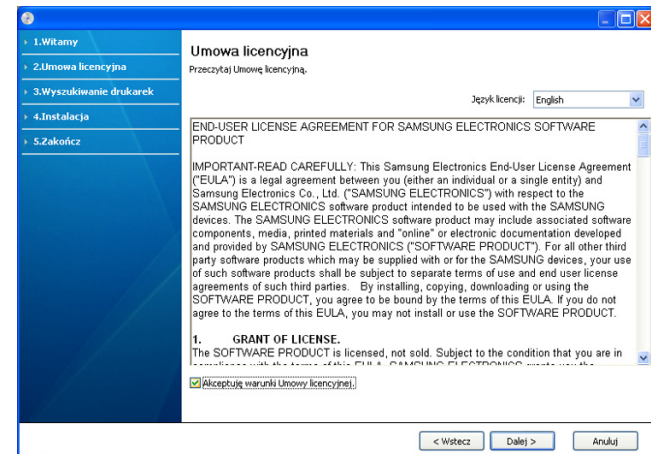 1.Witamy
2.Umowa licencyjna
3.Wyszukiwanie drukarek
4.Instalacja
5.Zakończ
Umowa licencyjna
Przeczytaj Umowę licencyjną.
Język licencji: English
END-USER LICENSE AGREEMENT FOR SAMSUNG ELECTRONICS SOFTWARE
PRODUCT
IMPORTANT-READ CAREFULLY: This Samsung Electronics End-User License Agreement
("EULA") is a legal agreement between you (either an individual or a single entity) and
Samsung Electronics Co., Ltd. ("SAMSUNG ELECTRONICS") with respect to the
SAMSUNG ELECTRONICS software product intended to be used with the SAMSUNG
devices. The SAMSUNG ELECTRONICS software product may include associated software
components, media, printed materials and "online" or electronic documentation developed
and provided by SAMSUNG ELECTRONICS ("SOFTWARE PRODUCT"). For all other third
party software products which may be supplied with or for the SAMSUNG devices, your use
of such software products shall be subject to separate terms of use and end user license
agreements of such third parties. By installing, copying, downloading or using the
SOFTWARE PRODUCT, you agree to be bound by the terms of this EULA. If you do not
agree to the terms of this EULA, you may not install or use the SOFTWARE PRODUCT.
1. GRANT OF LICENSE.
The SOFTWARE PRODUCT is licensed, not sold. Subject to the condition that you are in
Akceptuję warunki Umowy licencyjnej.
< Wstecz Dalej > Anuluj